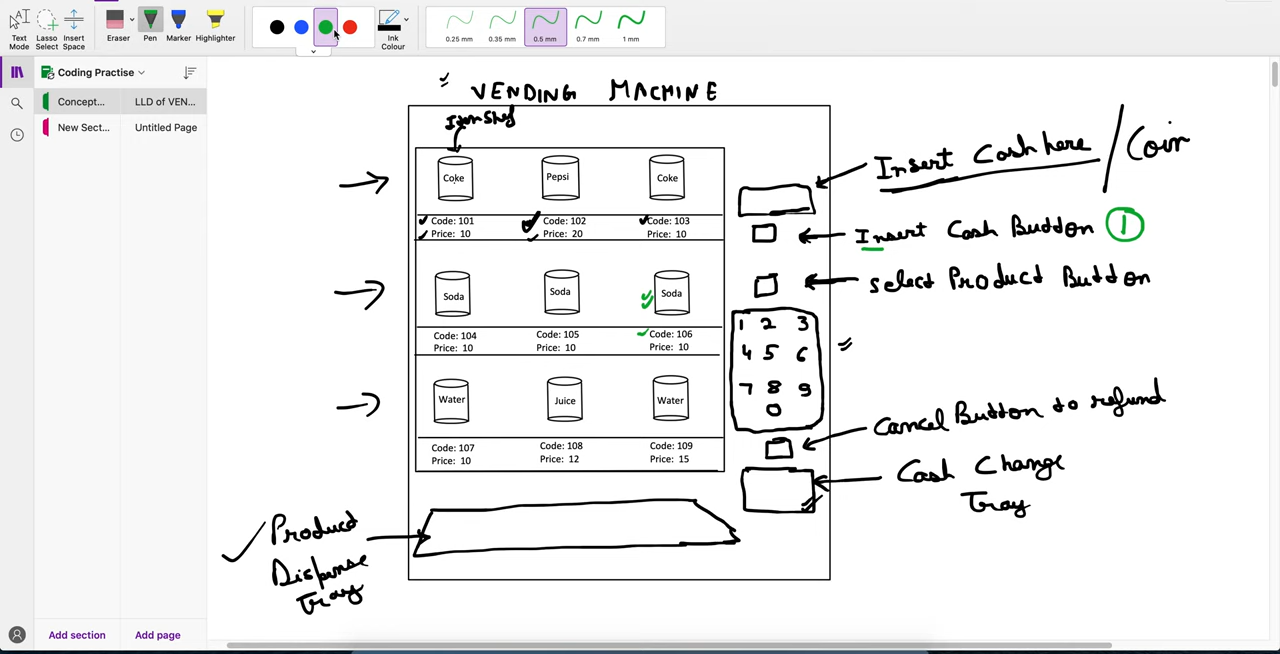 Text Mode
Lasso Select
Insert Space
Eraser
Pen
Marker
Highlighter
Ink Colour
0.25 mm
0.35 mm
0.5 mm
0.7 mm
1 mm
Coding Practise
Concept...
LLD of VEN...
New Sect...
Untitled Page
Add section
Add page
VENDING MACHINE
Item Shelf
Coke
Pepsi
Coke
Code: 101
Code: 102
Code: 103
Price: 10
Price: 20
Price: 10
Soda
Soda
Soda
Code: 104
Code: 105
Code: 106
Price: 10
Price: 10
Price: 10
Water
Juice
Water
Code: 107
Code: 108
Code: 109
Price: 10
Price: 12
Price: 15
Insert Cash here / Coin
Insert Cash Button 1
Select Product Button
1 2 3
4 5 6
7 8 9
0
Cancel Button to refund
Cash Change
Tray
Product
Dispense
Tray